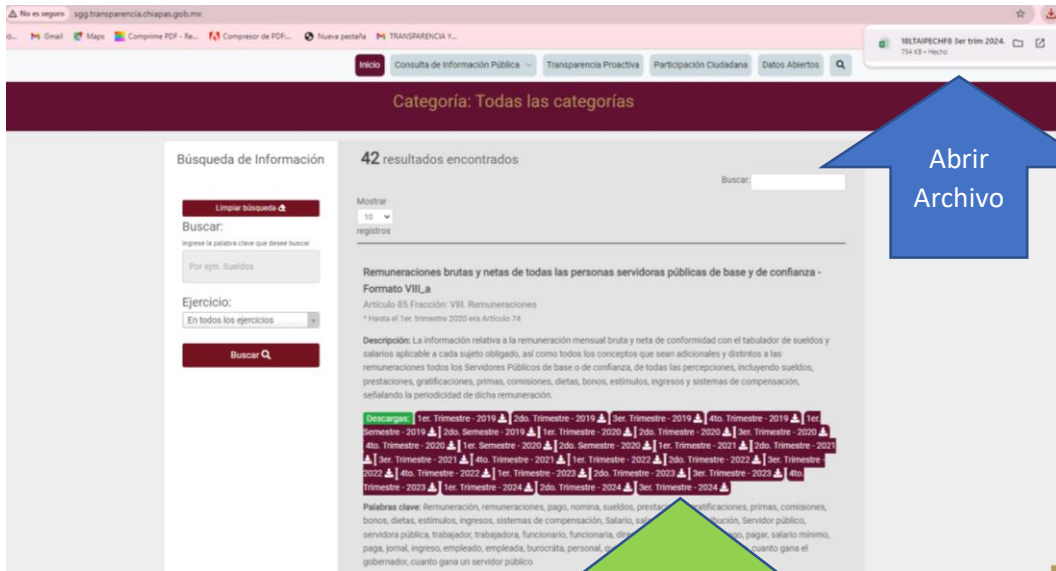 No es seguro sgg.transparencia.chiapas.gob.mx
Gmail Maps Comprime PDF - Re... Compresor de PDF:... Nueva pestaña TRANSPARENCIA Y...
18LTAIPECHF8 3er trim 2024.
754 KB • Hecho
Inicio Consulta de Información Pública Transparencia Proactiva Participación Ciudadana Datos Abiertos
Categoría: Todas las categorías
Abrir
Archivo
Búsqueda de Información
Limpiar búsqueda
Buscar:
Ingrese la palabra clave que desee buscar
Por ejm. Sueldos
Ejercicio:
En todos los ejercicios
Buscar
42 resultados encontrados
Buscar:
Mostrar
10
registros
Remuneraciones brutas y netas de todas las personas servidoras públicas de base y de confianza -
Formato VIII_a
Artículo 85 Fracción: VIII. Remuneraciones
* Hasta el 1er. trimestre 2020 era Artículo 74
Descripción: La información relativa a la remuneración mensual bruta y neta de conformidad con el tabulador de sueldos y
salarios aplicable a cada sujeto obligado, así como todos los conceptos que sean adicionales y distintos a las
remuneraciones todos los Servidores Públicos de base o de confianza, de todas las percepciones, incluyendo sueldos,
prestaciones, gratificaciones, primas, comisiones, dietas, bonos, estímulos, ingresos y sistemas de compensación,
señalando la periodicidad de dicha remuneración.
Descargas: 1er. Trimestre - 2019 2do. Trimestre - 2019 3er. Trimestre - 2019 4to. Trimestre - 2019 1er.
Semestre - 2019 2do. Semestre - 2019 1er. Trimestre - 2020 2do. Trimestre - 2020 3er. Trimestre - 2020
4to. Trimestre - 2020 1er. Semestre - 2020 2do. Semestre - 2020 1er. Trimestre - 2021 2do. Trimestre - 2021
3er. Trimestre - 2021 4to. Trimestre - 2021 1er. Trimestre - 2022 2do. Trimestre - 2022 3er. Trimestre -
2022 4to. Trimestre - 2022 1er. Trimestre - 2023 2do. Trimestre - 2023 3er. Trimestre - 2023 4to.
Trimestre - 2023 1er. Trimestre - 2024 2do. Trimestre - 2024 3er. Trimestre - 2024
Palabras clave: Remuneración, remuneraciones, pago, nomina, sueldos, gratificaciones, primas, comisiones,
bonos, dietas, estímulos, ingresos, sistemas de compensación, Salario, Servidor público,
servidora pública, trabajador, trabajadora, funcionario, funcionaria, pagar, salario mínimo,
paga, jornal, ingreso, empleado, empleada, burocráta, personal, cuanto gana el
gobernador, cuanto gana un servidor público